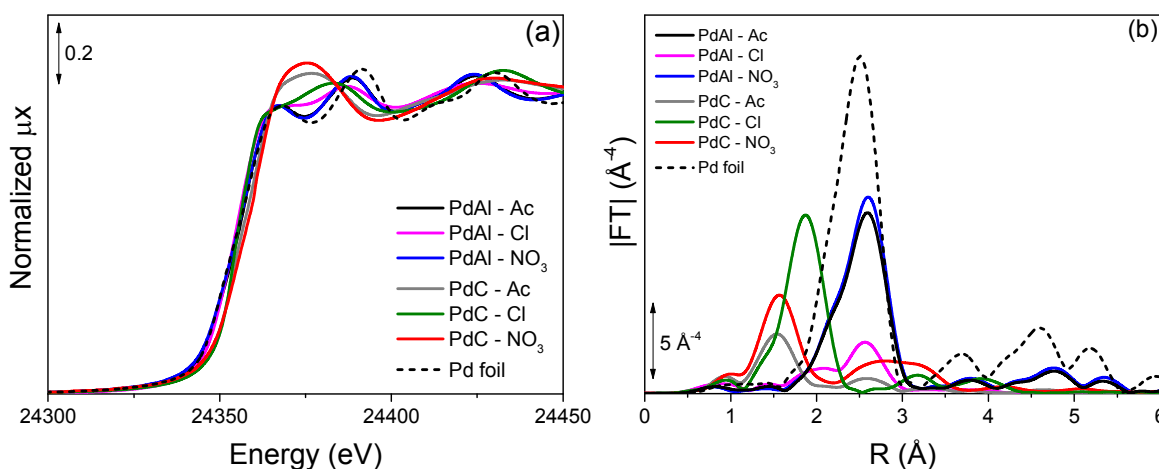 (a)
0.2
Normalized μx
PdAl - Ac
PdAl - Cl
PdAl - NO₃
PdC - Ac
PdC - Cl
PdC - NO₃
Pd foil
24300 24350 24400 24450
Energy (eV)
(b)
|FT| (Å⁻⁴)
PdAl - Ac
PdAl - Cl
PdAl - NO₃
PdC - Ac
PdC - Cl
PdC - NO₃
Pd foil
5 Å⁻⁴
0 1 2 3 4 5 6
R (Å)